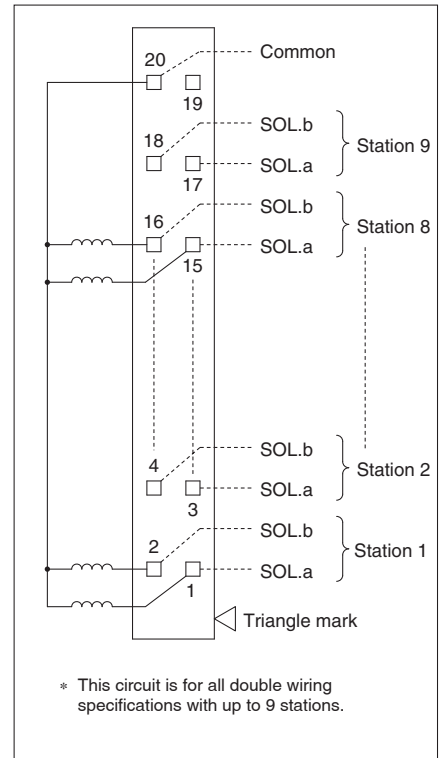 20
Common
19
SOL.b
18
Station 9
SOL.a
17
SOL.b
16
Station 8
SOL.a
15
SOL.b
4
Station 2
SOL.a
3
SOL.b
2
Station 1
SOL.a
1
Triangle mark
* This circuit is for all double wiring
specifications with up to 9 stations.